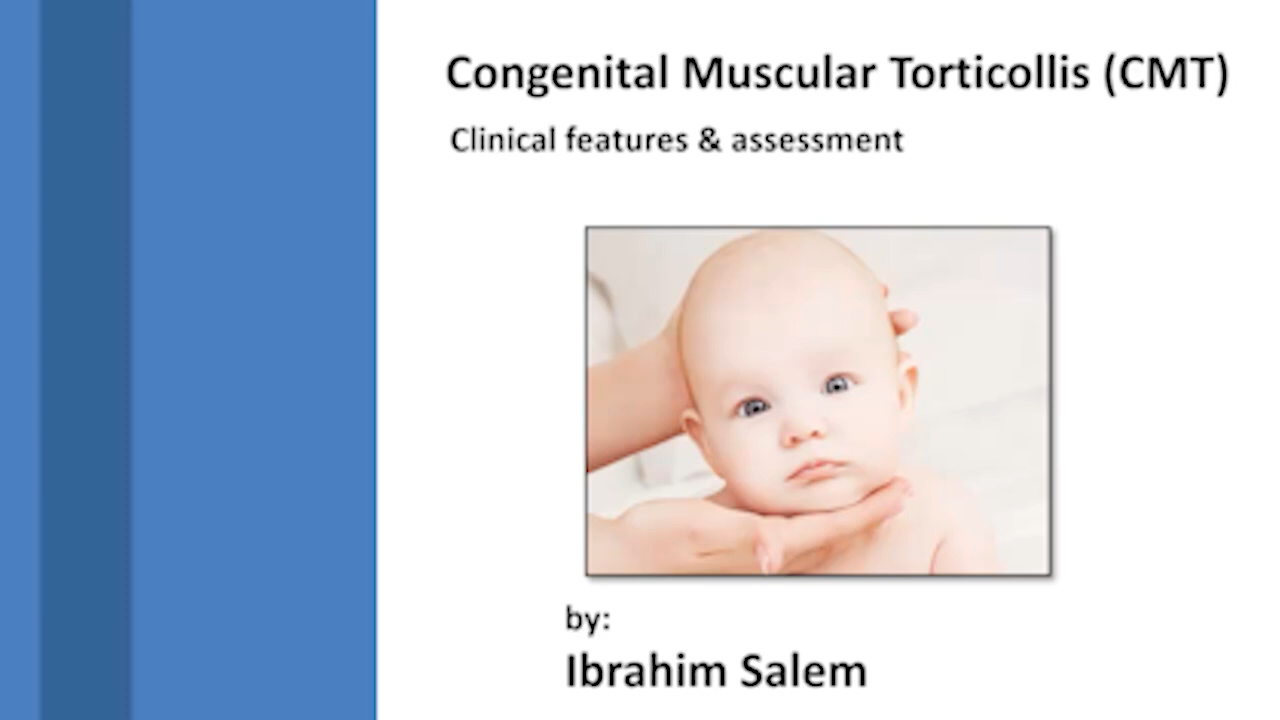 Congenital Muscular Torticollis (CMT)
Clinical features & assessment
by:
Ibrahim Salem